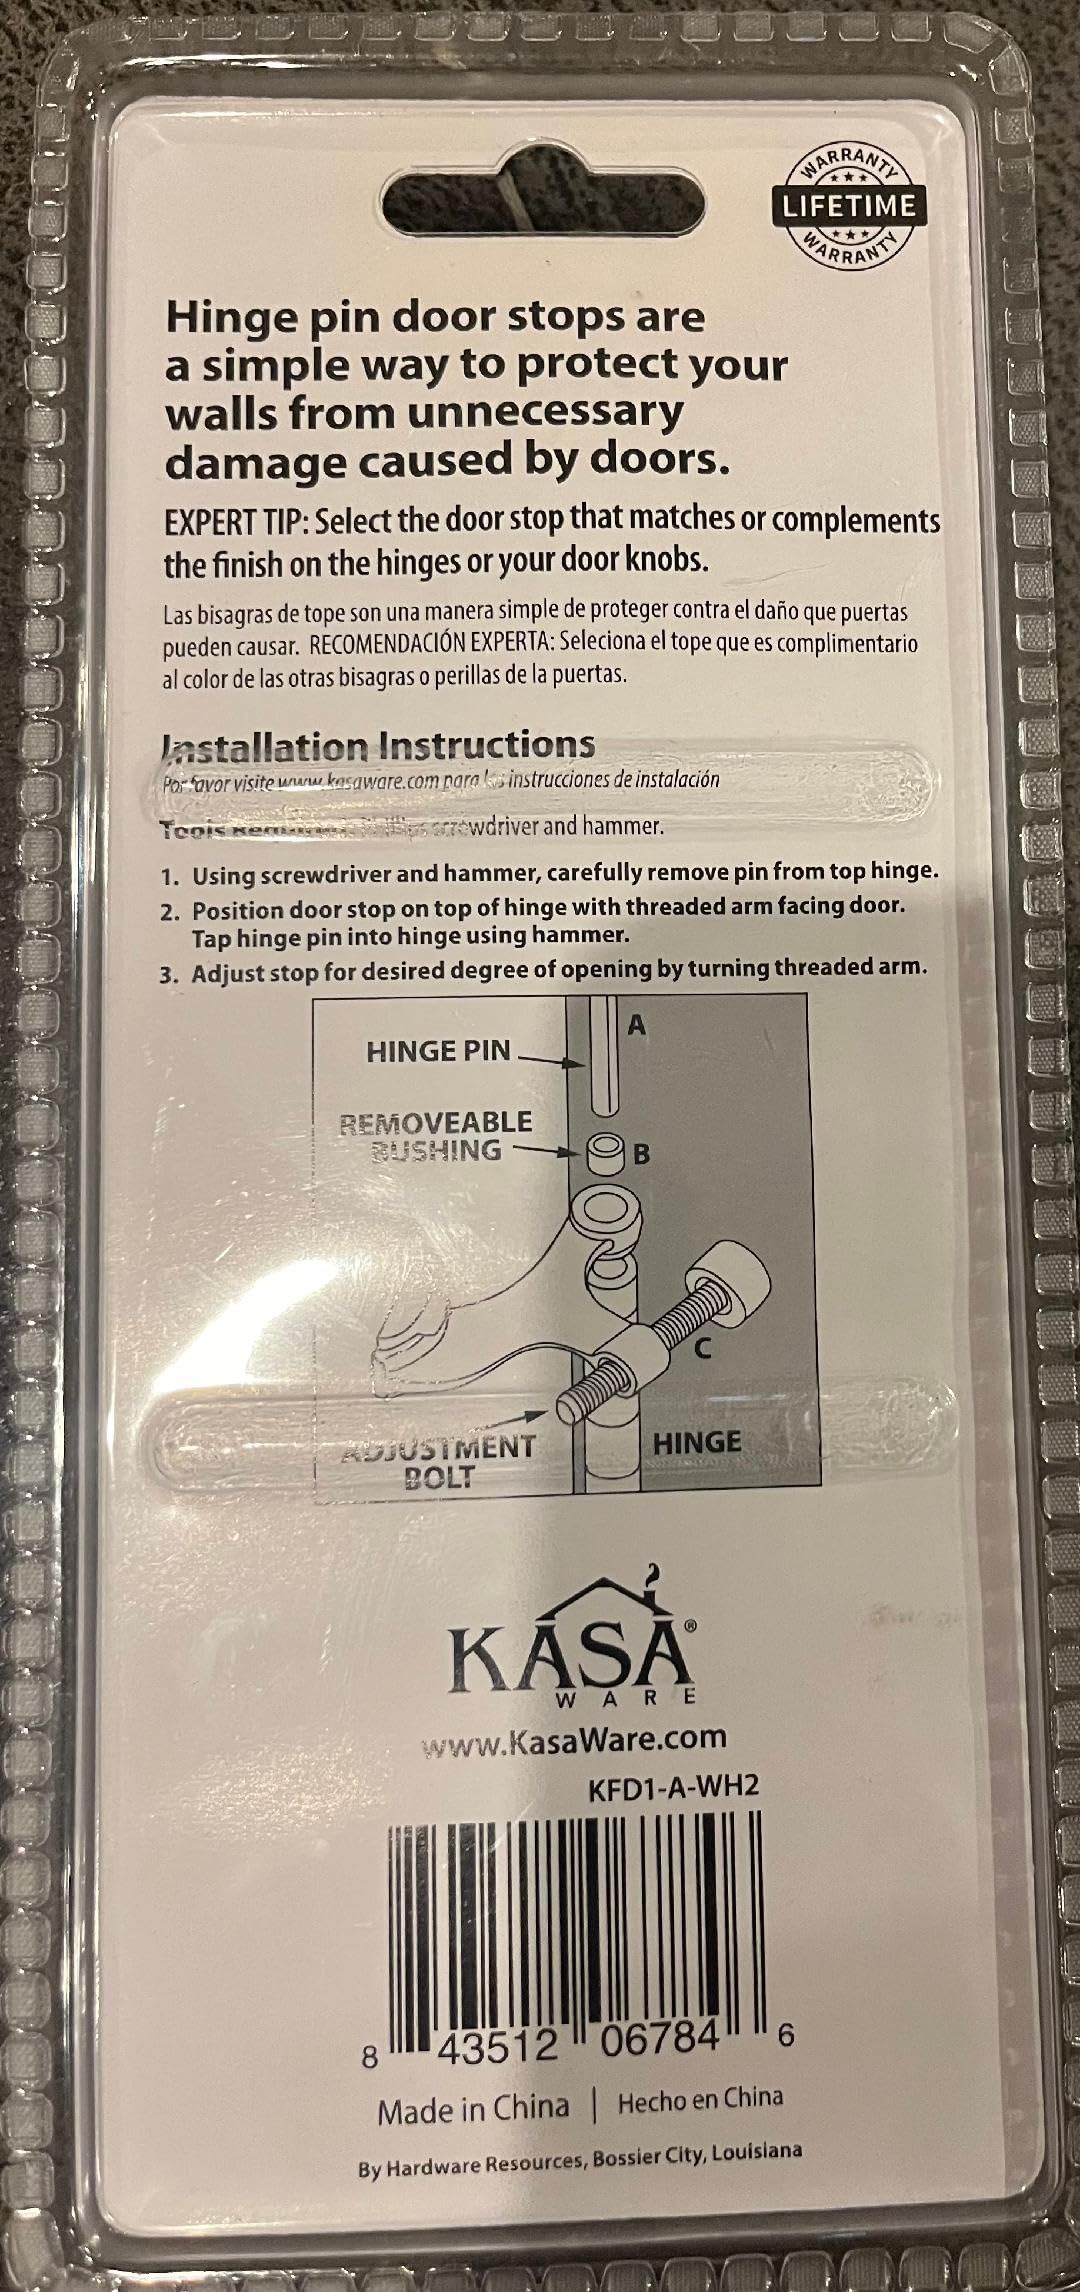 WARRANTY
LIFETIME
WARRANTY
Hinge pin door stops are
a simple way to protect your
walls from unnecessary
damage caused by doors.
EXPERT TIP: Select the door stop that matches or complements
the finish on the hinges or your door knobs.
Las bisagras de tope son una manera simple de proteger contra el daño que puertas
pueden causar. RECOMENDACIÓN EXPERTA: Seleciona el tope que es complimentario
al color de las otras bisagras o perillas de la puertas.
Installation Instructions
Por favor visite www.kasaware.com para las instrucciones de instalación
Tools screwdriver and hammer.
1. Using screwdriver and hammer, carefully remove pin from top hinge.
2. Position door stop on top of hinge with threaded arm facing door.
Tap hinge pin into hinge using hammer.
3. Adjust stop for desired degree of opening by turning threaded arm.
A
HINGE PIN
REMOVEABLE
BUSHING
B
C
ADJUSTMENT
BOLT
HINGE
KASA®
WARE
www.KasaWare.com
KFD1-A-WH2
8 43512 06784 6
Made in China | Hecho en China
By Hardware Resources, Bossier City, Louisiana